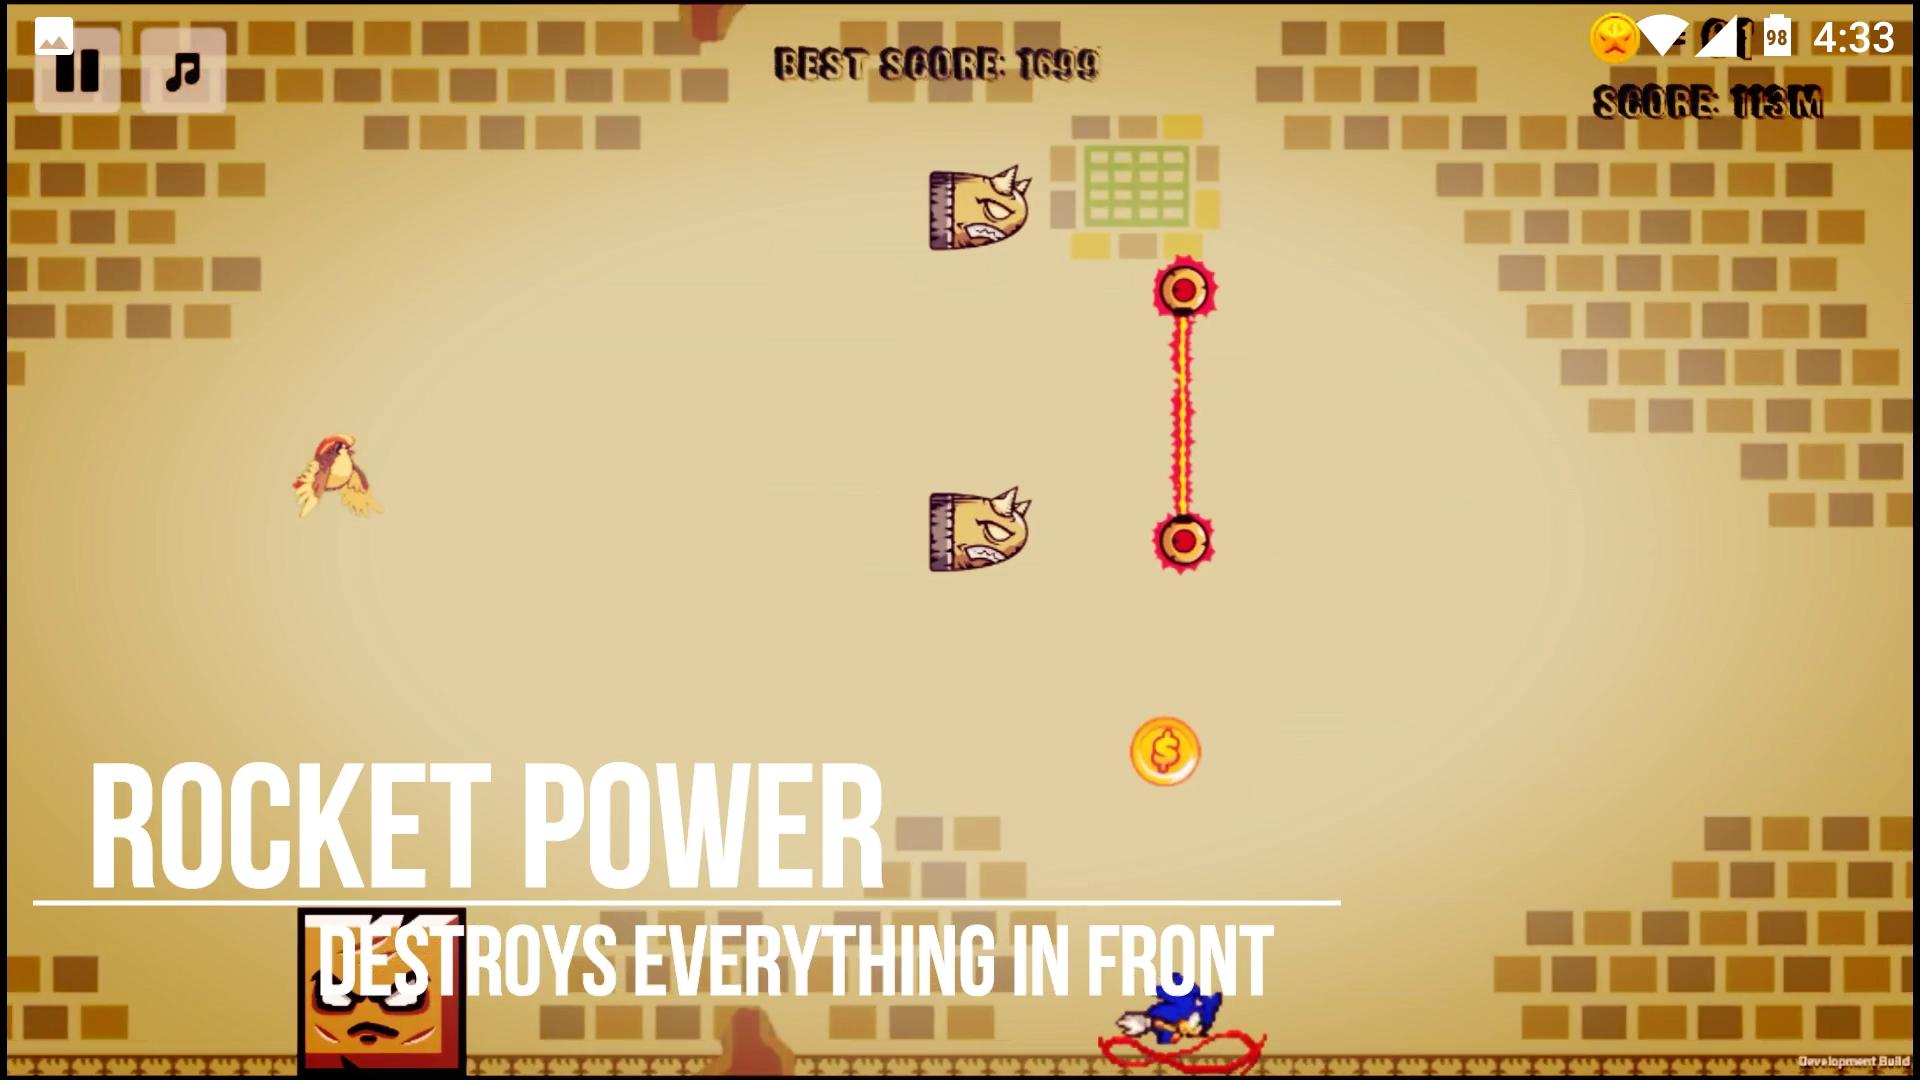 98 4:33
BEST SCORE: 1699
SCORE: 113M
$
ROCKET POWER
DESTROYS EVERYTHING IN FRONT
Development Build